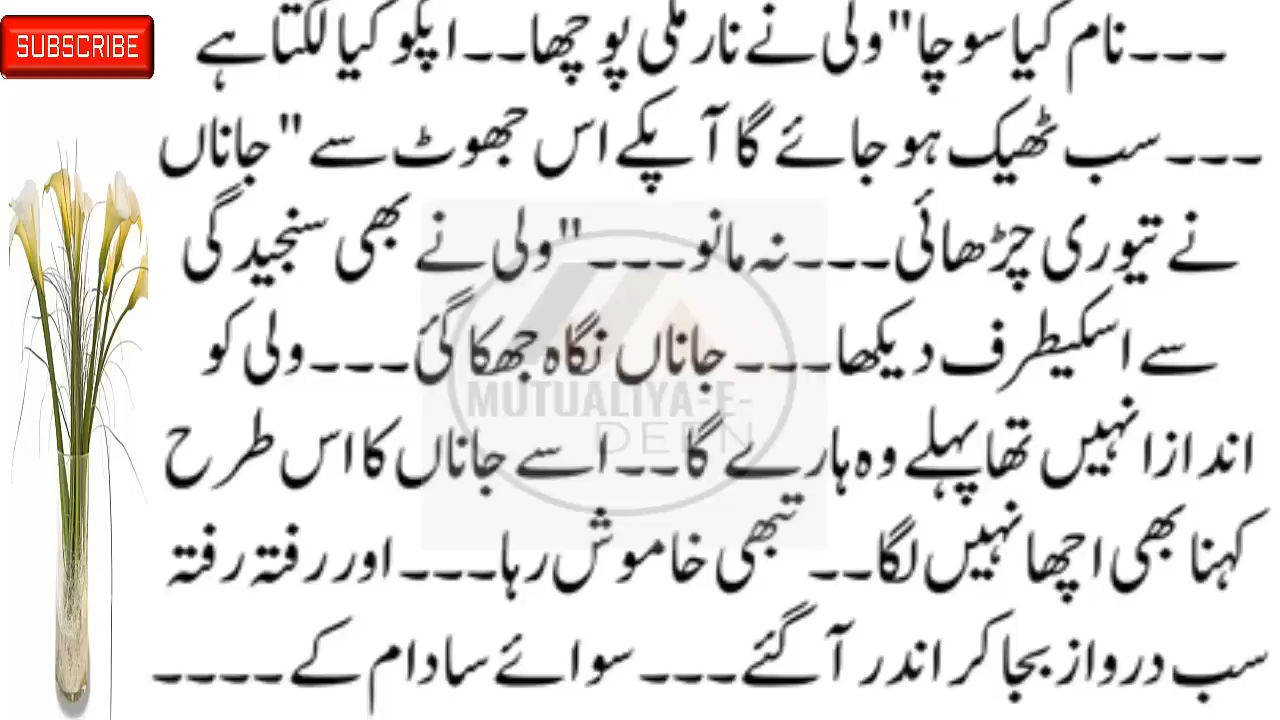 SUBSCRIBE
۔۔۔نام کیا سوچا"ولی نے نار ملی پوچھا۔۔اپکو کیا لگتا ہے
۔۔۔سب ٹھیک ہو جائے گا آپکے اس جھوٹ سے"جاناں
نے تیوری چڑھائی۔۔۔نہ مانو۔۔۔"ولی نے بھی سنجیدگی
سے اسکیطرف دیکھا۔۔۔جاناں نگاہ جھکا گئ۔۔۔ولی کو
MUTUALIYA-E-
DEEN
اندازا نہیں تھا پہلے وہ ہارے گا۔۔اسے جاناں کا اس طرح
کہنا بھی اچھا نہیں لگا۔۔تبھی خاموش رہا۔۔۔اور رفتہ رفتہ
سب درواز بجا کر اندر آ گئے۔۔۔سوائے سادام کے۔۔۔۔